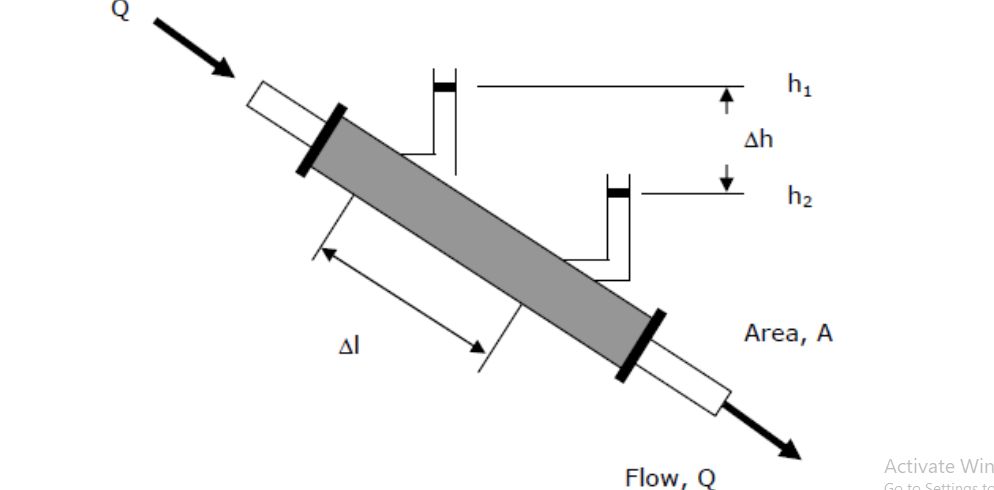 Q
h₁
Δh
h₂
Area, A
Δl
Flow, Q
Activate Win